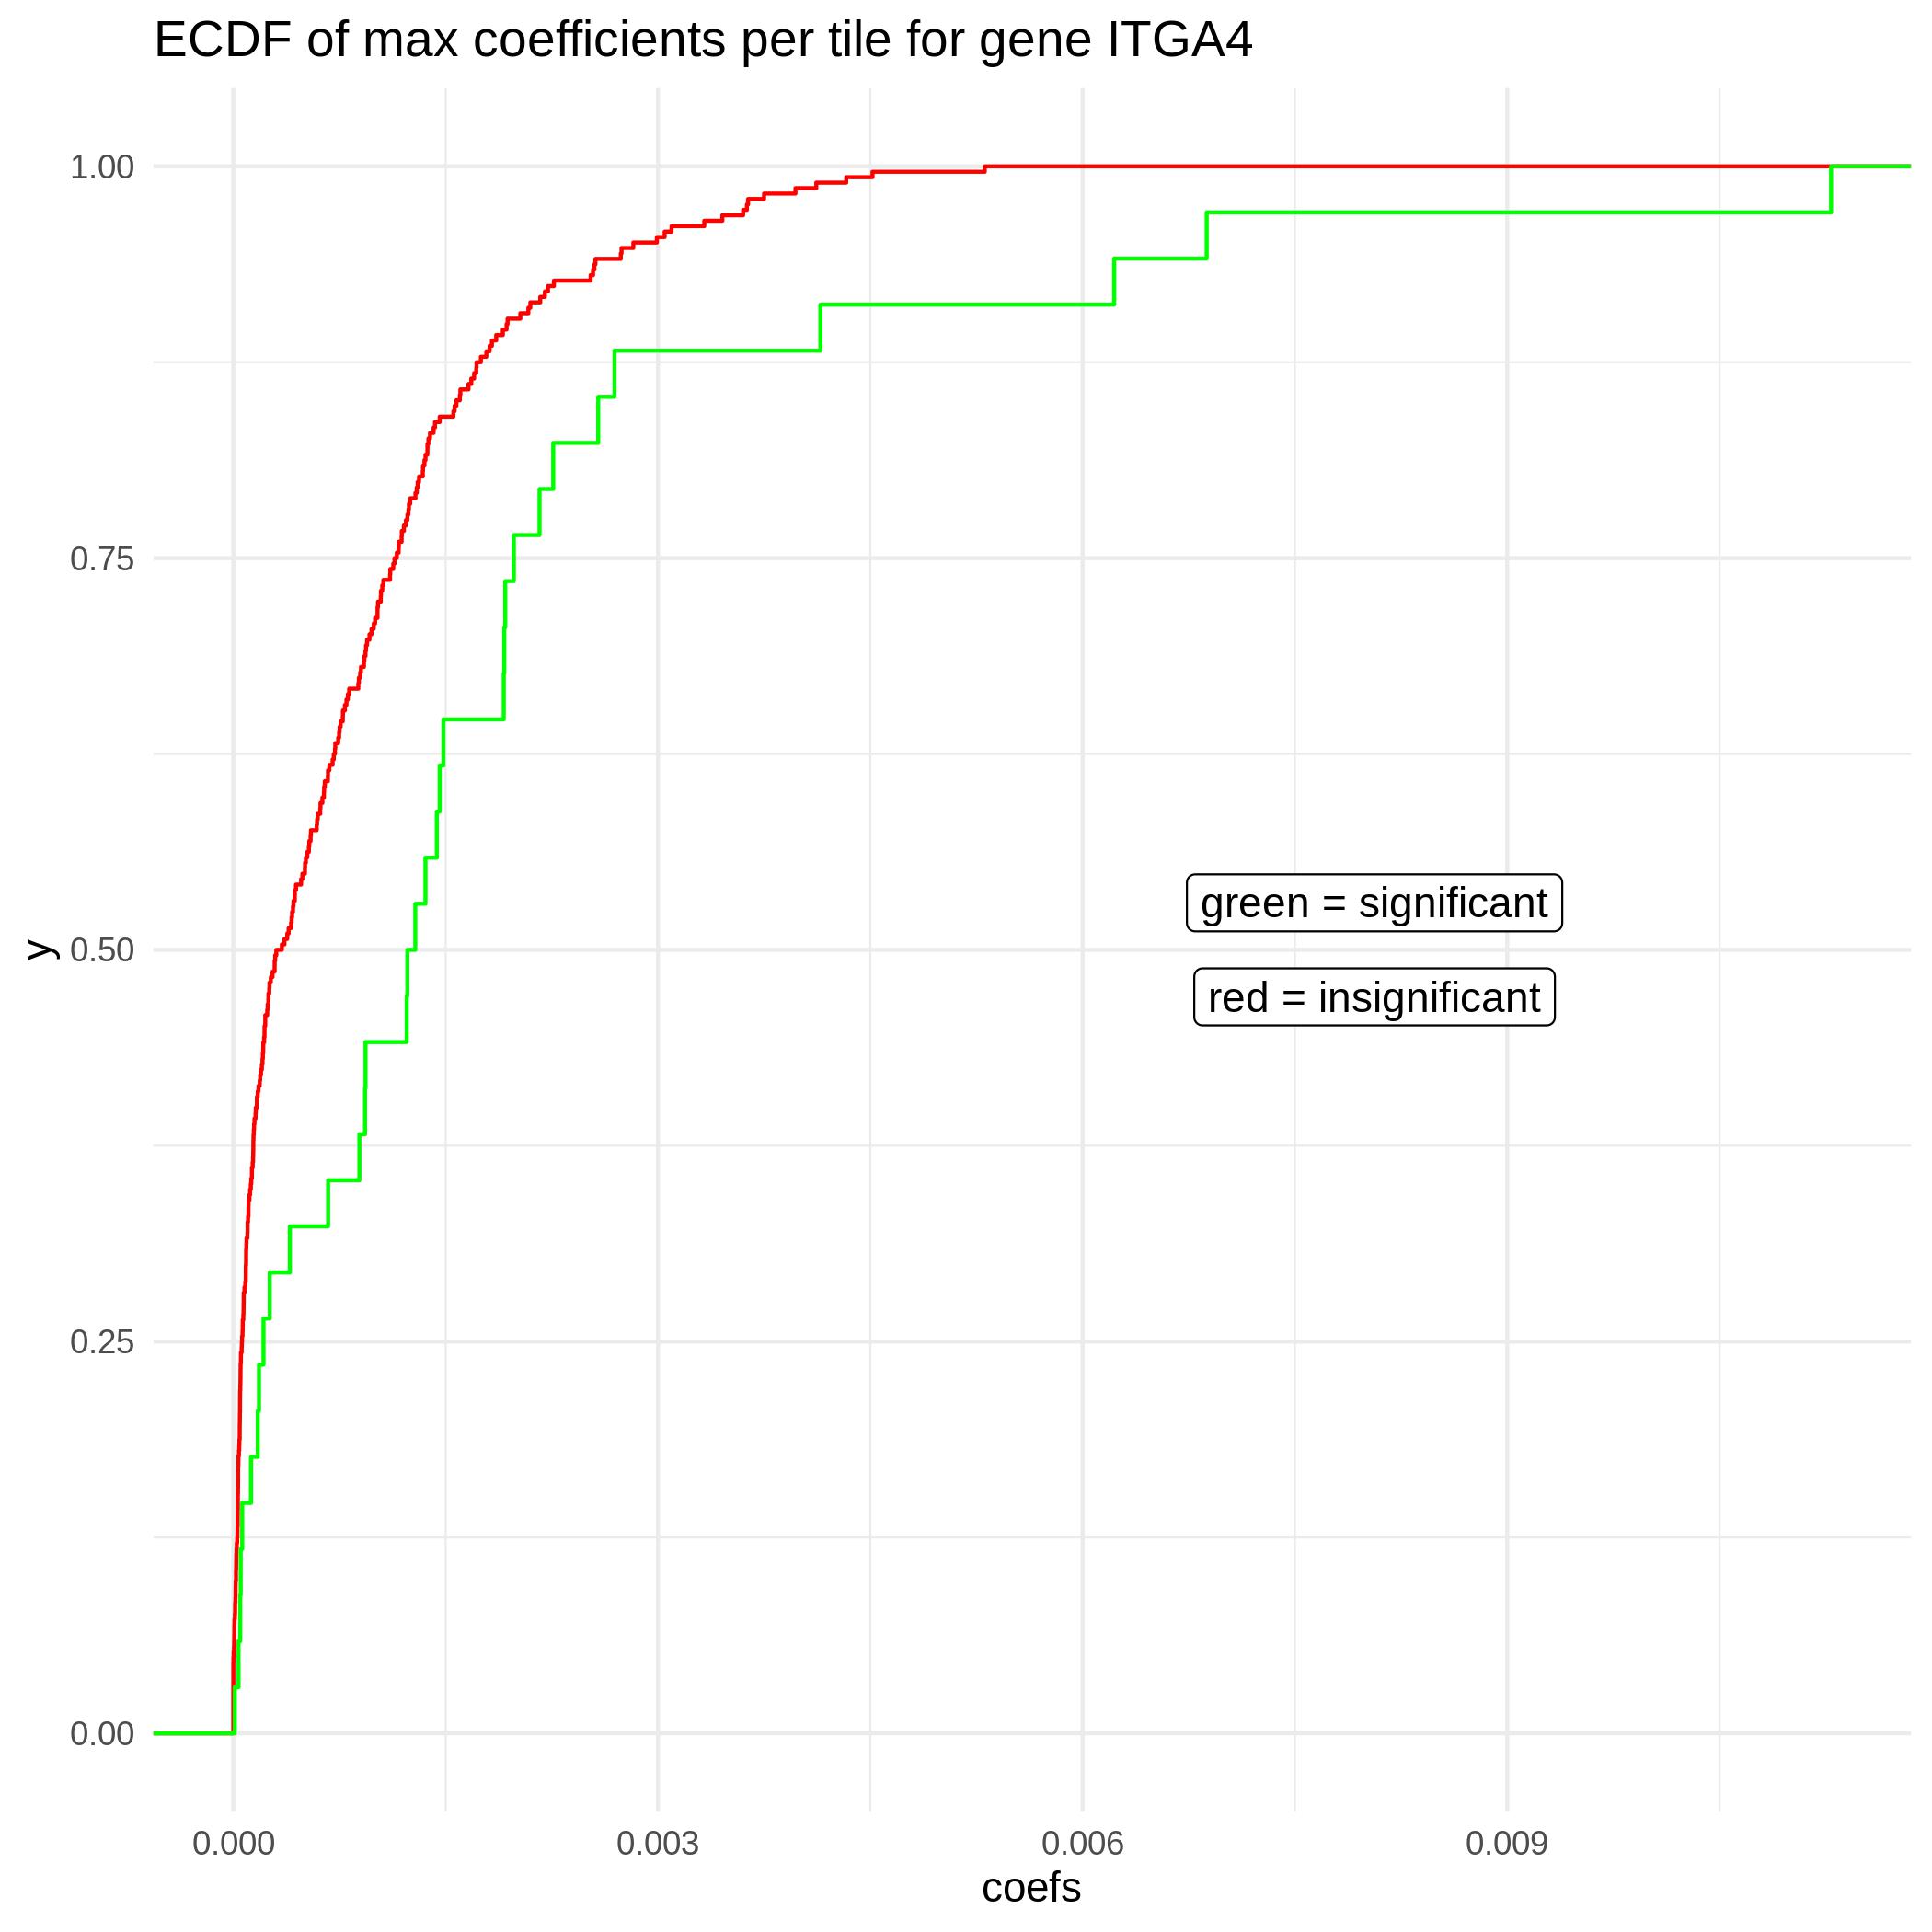 ECDF of max coefficients per tile for gene ITGA4
1.00
0.75
green = significant
y
0.50
red = insignificant
0.25
0.00
0.000
0.003
0.006
0.009
coefs